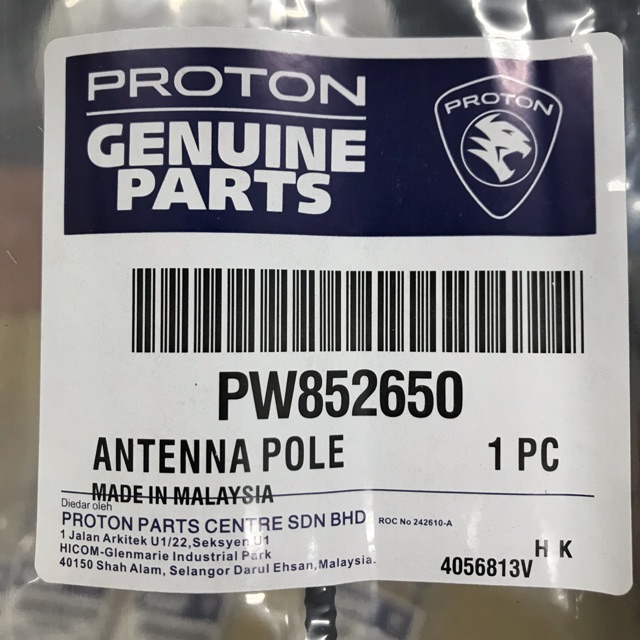 PROTON
GENUINE
PARTS
PROTON
PW852650
ANTENNA POLE 1 PC
MADE IN MALAYSIA
Diedar oleh
PROTON PARTS CENTRE SDN BHD ROC No 242610-A
1 Jalan Arkitek U1/22,Seksyen U1
HICOM-Glenmarie Industrial Park
40150 Shah Alam, Selangor Darul Ehsan,Malaysia.
H K
4056813V